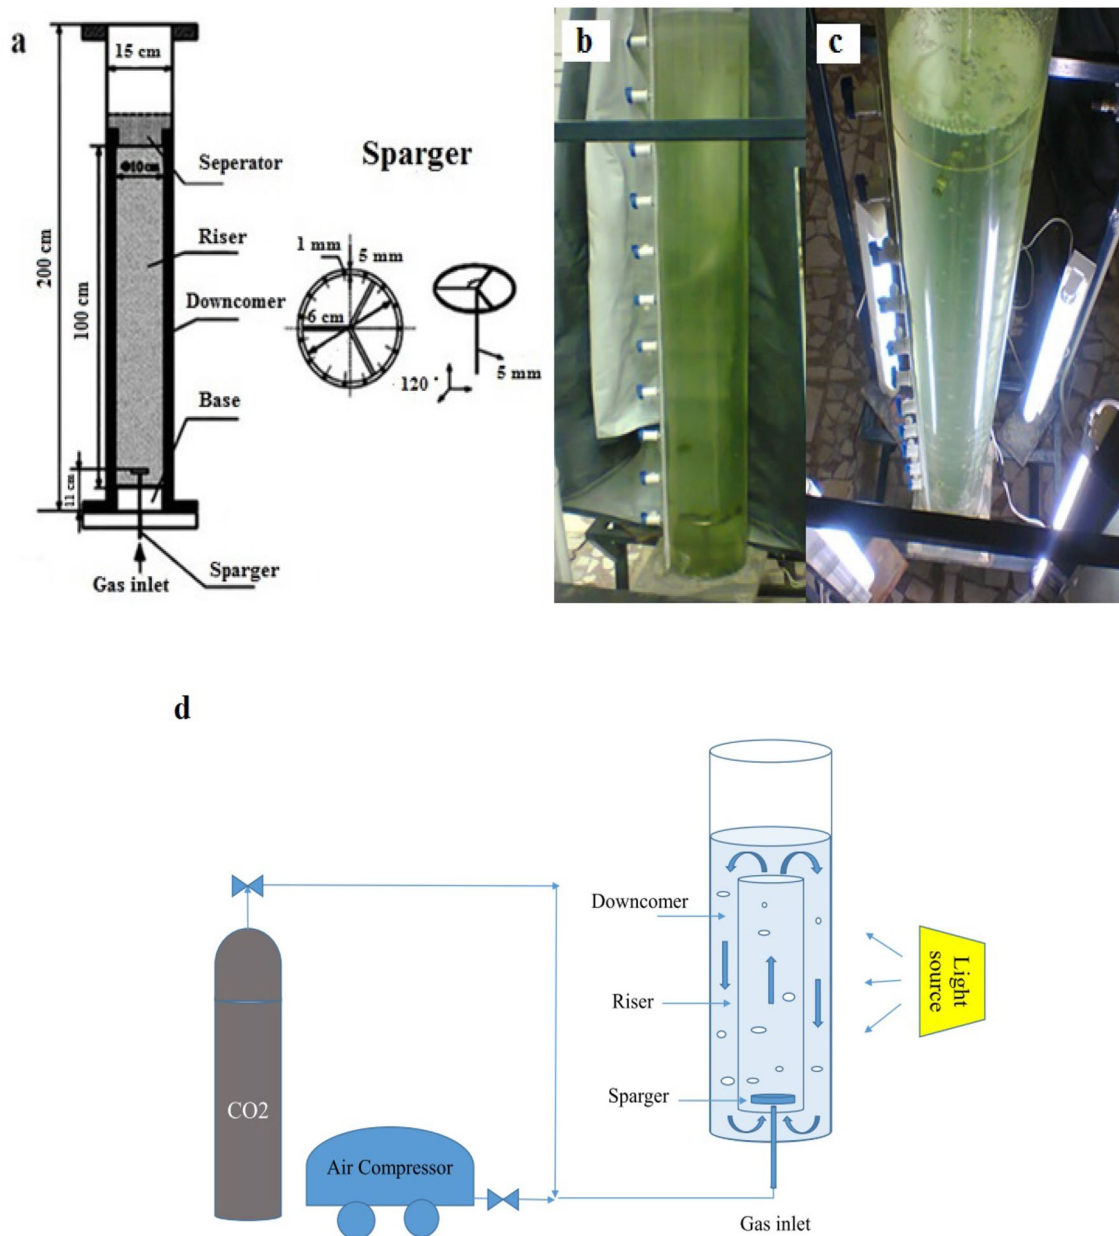 a
15 cm
Seperator
Φ10cm
Riser
200 cm
100 cm
Downcomer
Base
11 cm
Sparger
Gas inlet
Sparger
1 mm
5 mm
6 cm
120 °
5 mm
b
c
d
Downcomer
Riser
Sparger
Light
source
CO2
Air Compressor
Gas inlet